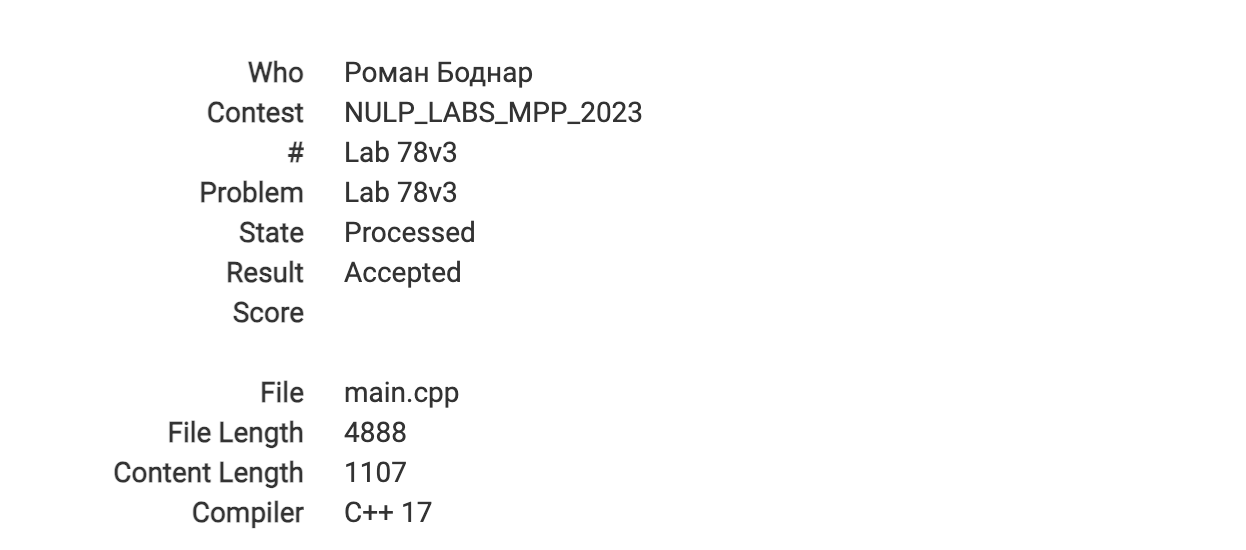 Who Роман Боднар
Contest NULP_LABS_MPP_2023
# Lab 78v3
Problem Lab 78v3
State Processed
Result Accepted
Score
File main.cpp
File Length 4888
Content Length 1107
Compiler C++ 17